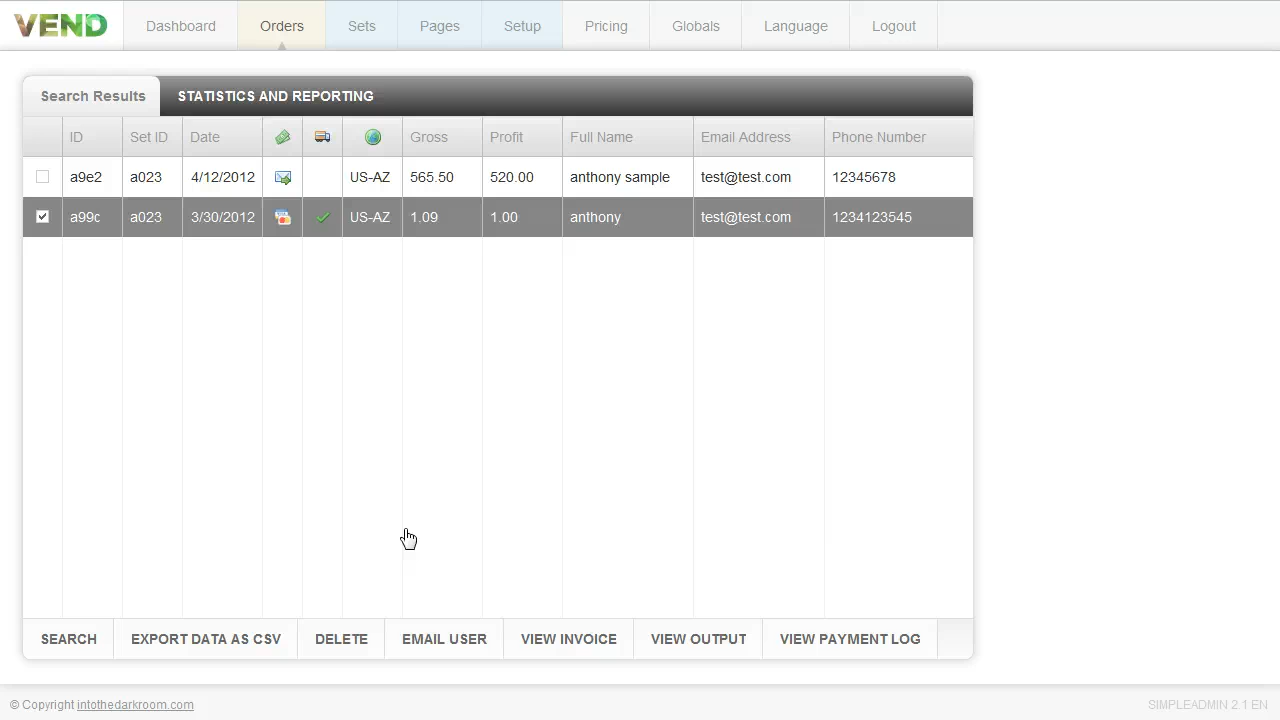 VEND Dashboard Orders Sets Pages Setup Pricing Globals Language Logout
Search Results STATISTICS AND REPORTING
ID Set ID Date Gross Profit Full Name Email Address Phone Number
a9e2 a023 4/12/2012 US-AZ 565.50 520.00 anthony sample test@test.com 12345678
a99c a023 3/30/2012 US-AZ 1.09 1.00 anthony test@test.com 1234123545
SEARCH EXPORT DATA AS CSV DELETE EMAIL USER VIEW INVOICE VIEW OUTPUT VIEW PAYMENT LOG
© Copyright intothedarkroom.com SIMPLEADMIN 2.1 EN